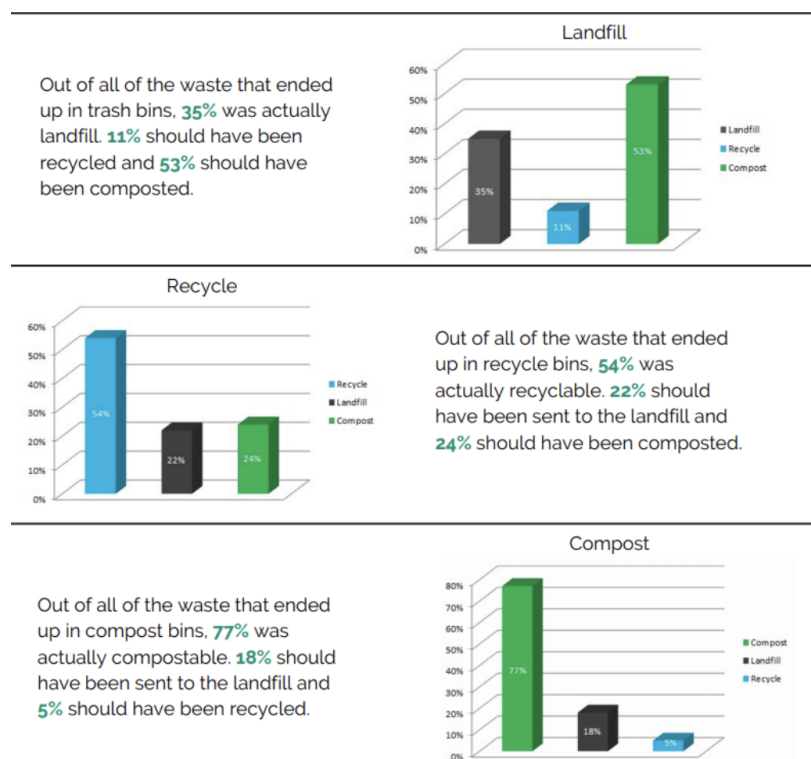 Landfill
Out of all of the waste that ended
up in trash bins, 35% was actually
landfill. 11% should have been
recycled and 53% should have
been composted.
60%
50%
40%
30%
20%
10%
0%
35%
11%
53%
Landfill
Recycle
Compost
Recycle
60%
50%
40%
30%
20%
10%
0%
54%
22%
24%
Recycle
Landfill
Compost
Out of all of the waste that ended
up in recycle bins, 54% was
actually recyclable. 22% should
have been sent to the landfill and
24% should have been composted.
Compost
Out of all of the waste that ended
up in compost bins, 77% was
actually compostable. 18% should
have been sent to the landfill and
5% should have been recycled.
80%
70%
60%
50%
40%
30%
20%
10%
0%
77%
18%
5%
Compost
Landfill
Recycle